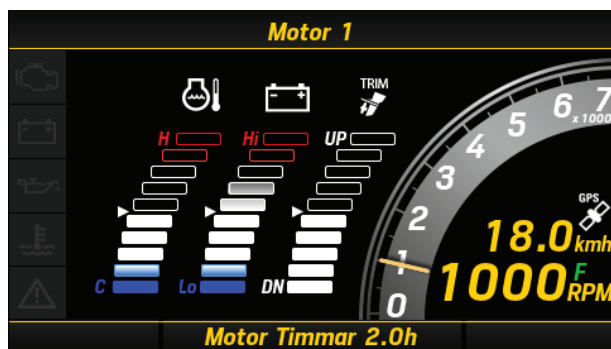 Motor 1
TRIM
H
Hi
UP
C
Lo
DN
0
1
2
3
4
5
6
7
x 1000
GPS
18.0 kmh
F
1000 RPM
Motor Timmar 2.0h